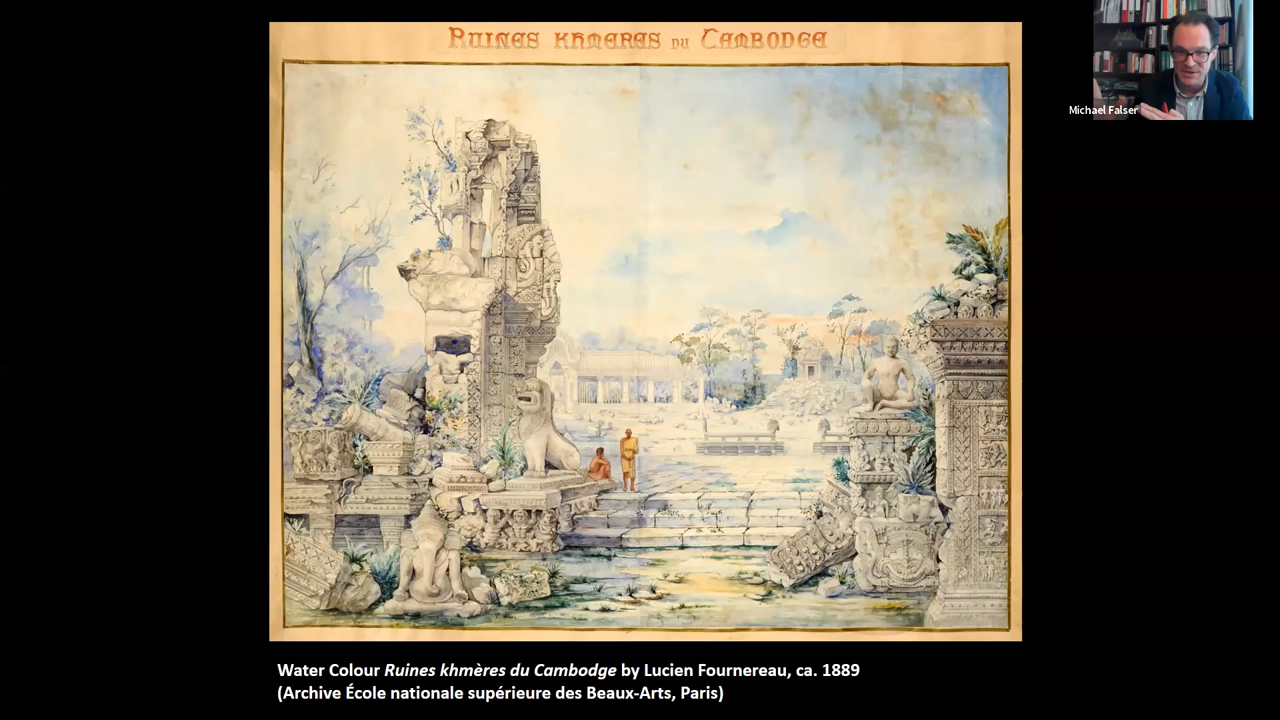 RUINES KHMERES DU CAMBODGE
Michael Falser
Water Colour Ruines khmères du Cambodge by Lucien Fournereau, ca. 1889
(Archive École nationale supérieure des Beaux-Arts, Paris)